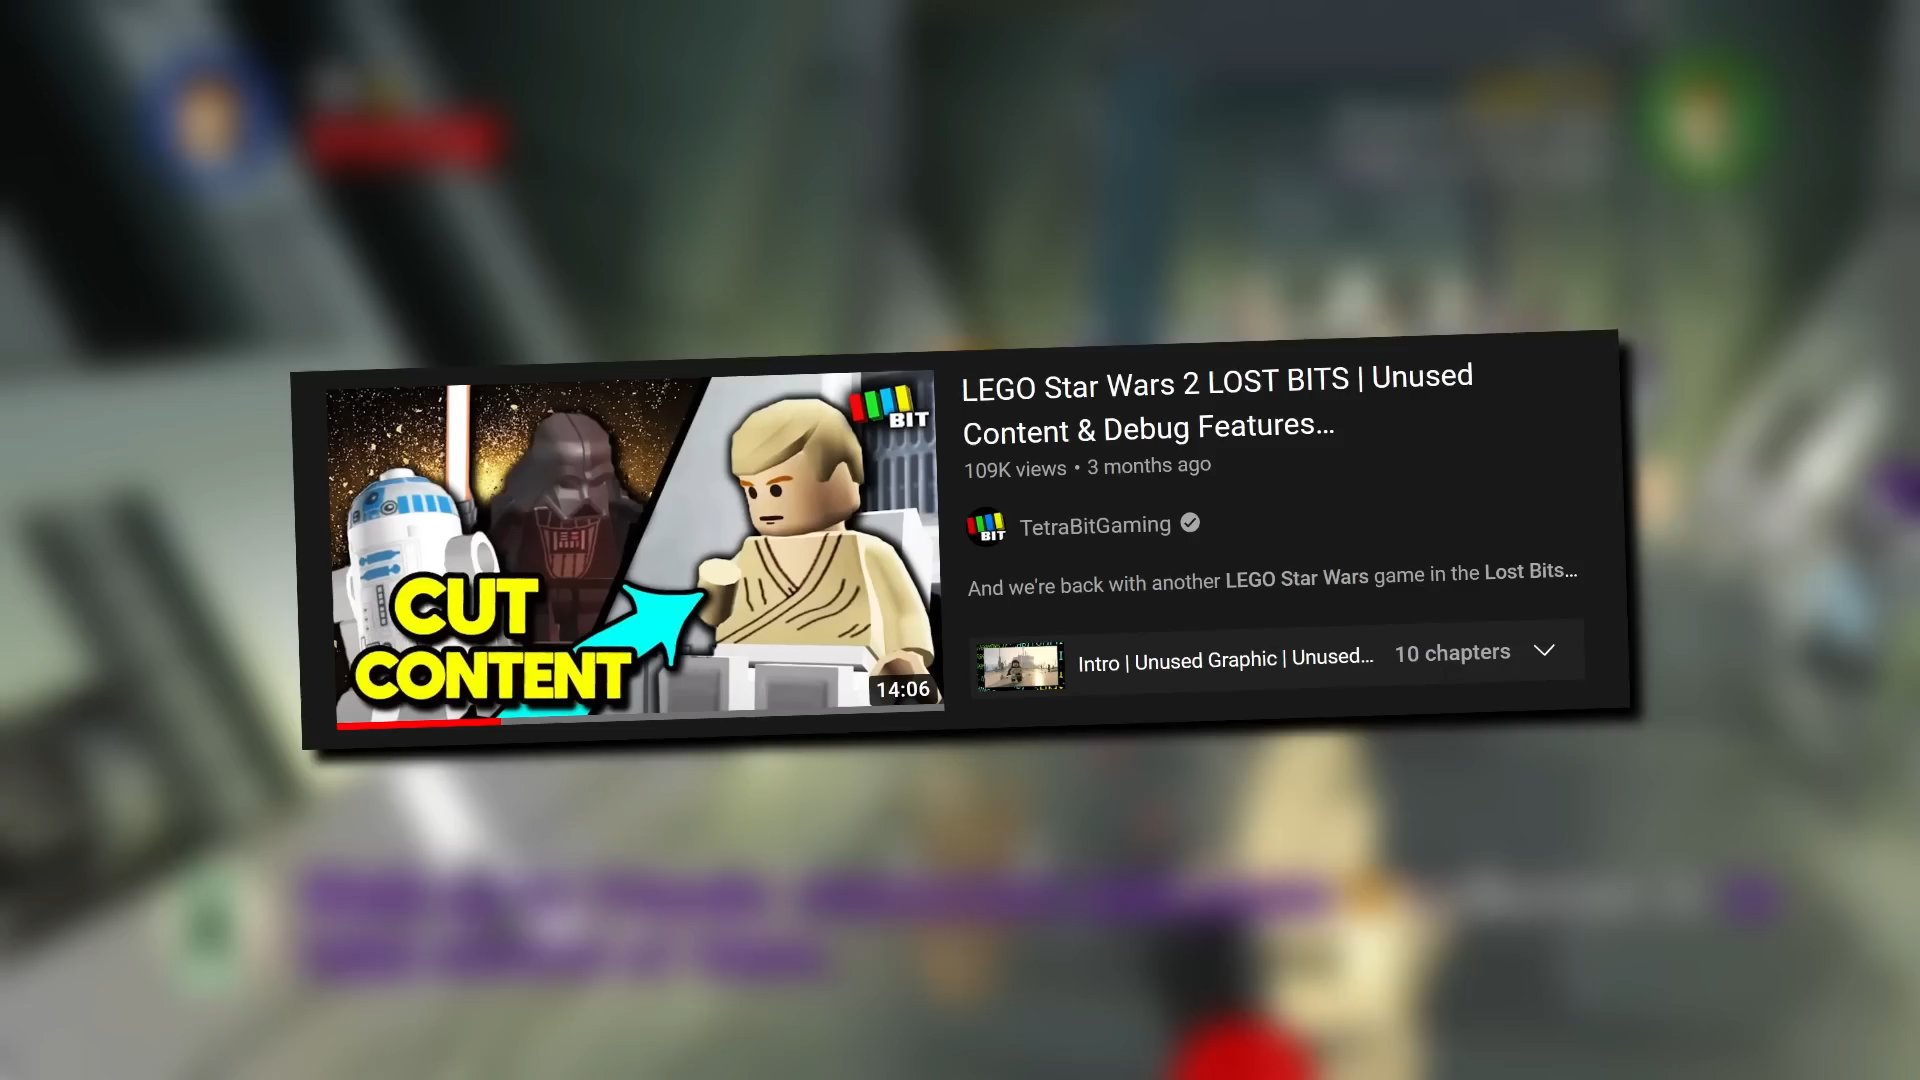 BIT
CUT
CONTENT
14:06
LEGO Star Wars 2 LOST BITS | Unused
Content & Debug Features...
109K views • 3 months ago
BIT
TetraBitGaming
And we're back with another LEGO Star Wars game in the Lost Bits...
Intro | Unused Graphic | Unused... 10 chapters